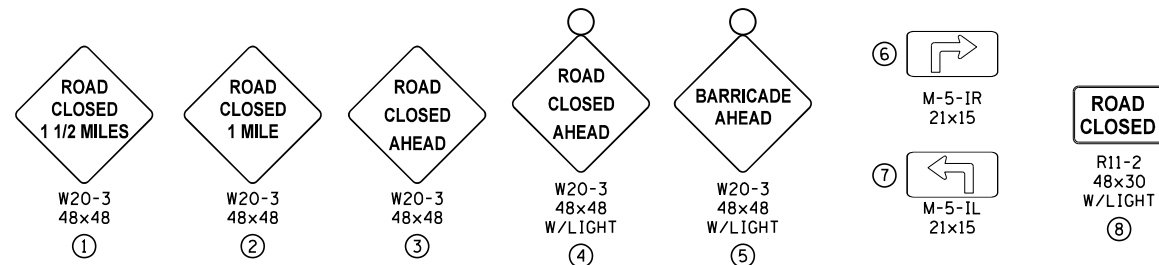 ROAD
CLOSED
1 1/2 MILES
W20-3
48x48
1
ROAD
CLOSED
1 MILE
W20-3
48x48
2
ROAD
CLOSED
AHEAD
W20-3
48x48
3
ROAD
CLOSED
AHEAD
W20-3
48x48
W/LIGHT
4
BARRICADE
AHEAD
W20-3
48x48
W/LIGHT
5
6
M-5-IR
21x15
7
M-5-IL
21x15
ROAD
CLOSED
R11-2
48x30
W/LIGHT
8